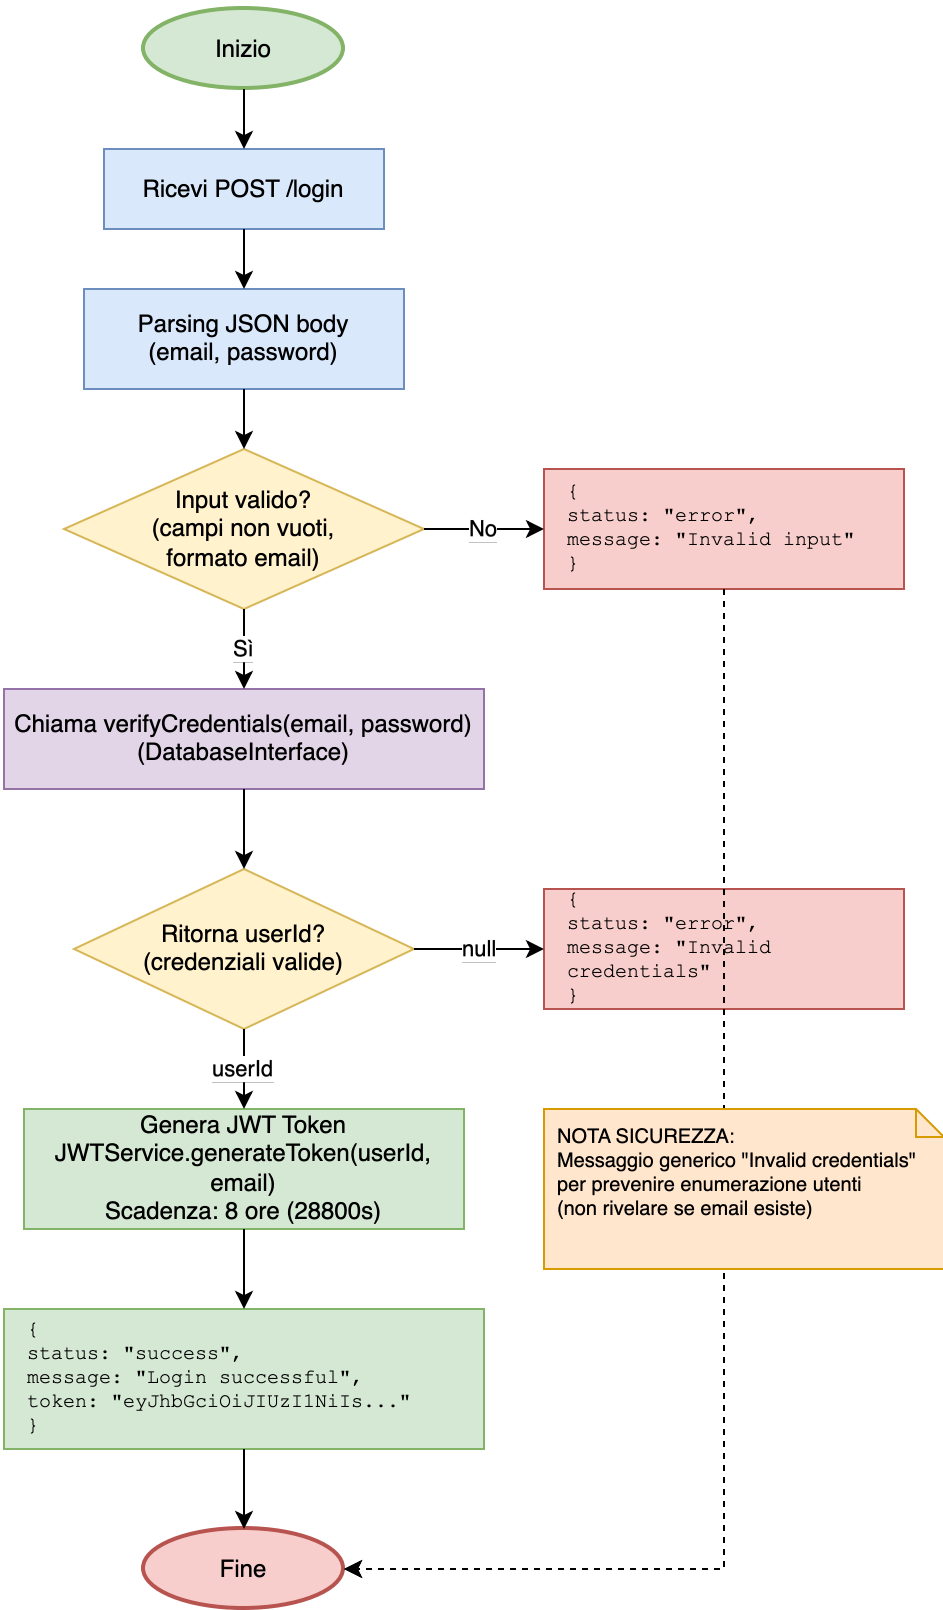 Inizio
Ricevi POST /login
Parsing JSON body
(email, password)
Input valido?
(campi non vuoti,
formato email)
No
{
status: "error",
message: "Invalid input"
}
Sì
Chiama verifyCredentials(email, password)
(DatabaseInterface)
Ritorna userId?
(credenziali valide)
null
{
status: "error",
message: "Invalid
credentials"
}
userId
Genera JWT Token
JWTService.generateToken(userId,
email)
Scadenza: 8 ore (28800s)
NOTA SICUREZZA:
Messaggio generico "Invalid credentials"
per prevenire enumerazione utenti
(non rivelare se email esiste)
{
status: "success",
message: "Login successful",
token: "eyJhbGciOiJIUzI1NiIs..."
}
Fine